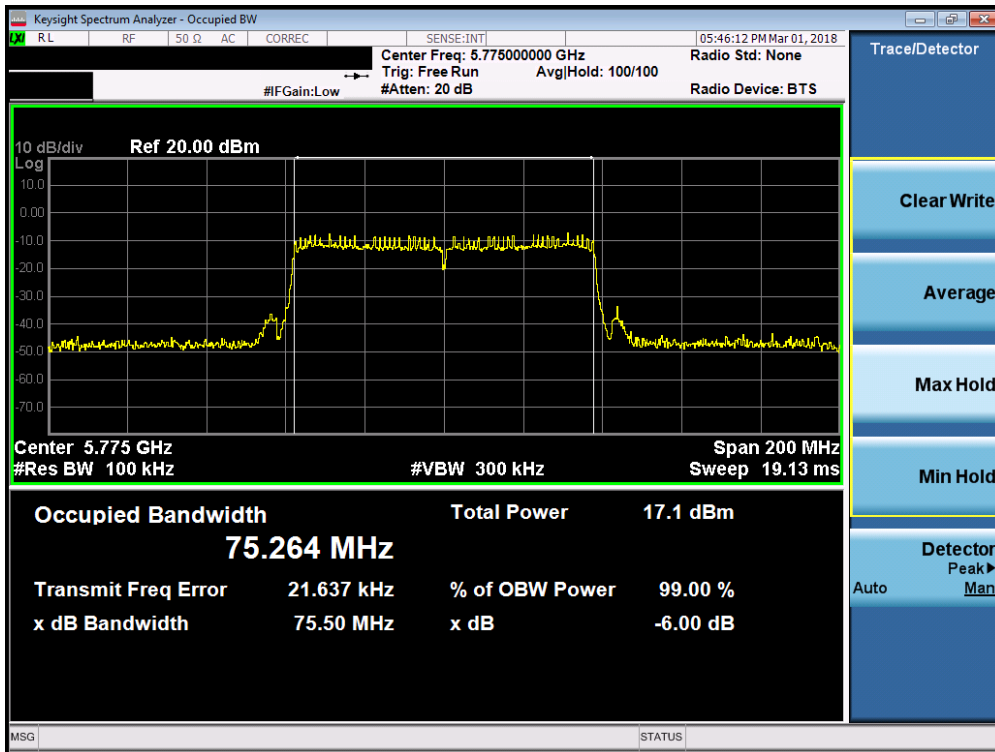 Keysight Spectrum Analyzer - Occupied BW
LXI RL RF 50 Ω AC CORREC SENSE:INT 05:46:12 PM Mar 01, 2018
Center Freq: 5.775000000 GHz Radio Std: None
Trig: Free Run Avg|Hold: 100/100
#IFGain:Low #Atten: 20 dB Radio Device: BTS
Trace/Detector
10 dB/div Ref 20.00 dBm
Log
10.0
0.00
-10.0
-20.0
-30.0
-40.0
-50.0
-60.0
-70.0
Center 5.775 GHz Span 200 MHz
#Res BW 100 kHz #VBW 300 kHz Sweep 19.13 ms
Occupied Bandwidth Total Power 17.1 dBm
75.264 MHz
Transmit Freq Error 21.637 kHz % of OBW Power 99.00 %
x dB Bandwidth 75.50 MHz x dB -6.00 dB
Clear Write
Average
Max Hold
Min Hold
Detector
Peak▶
Auto Man
MSG STATUS